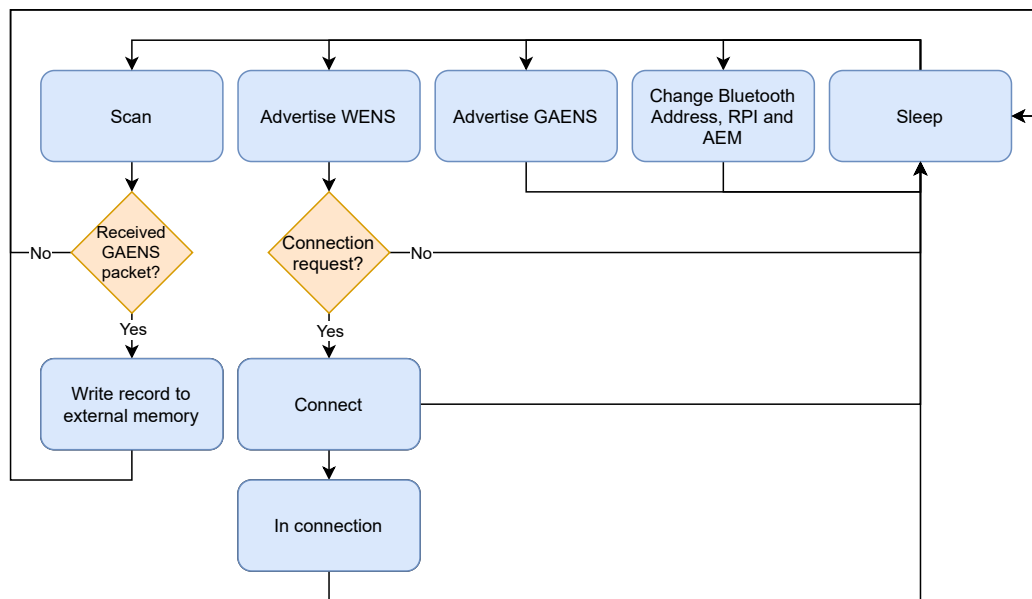 Scan
Advertise WENS
Advertise GAENS
Change Bluetooth
Address, RPI and
AEM
Sleep
Received
GAENS
packet?
No
Connection
request?
No
Yes
Yes
Write record to
external memory
Connect
In connection